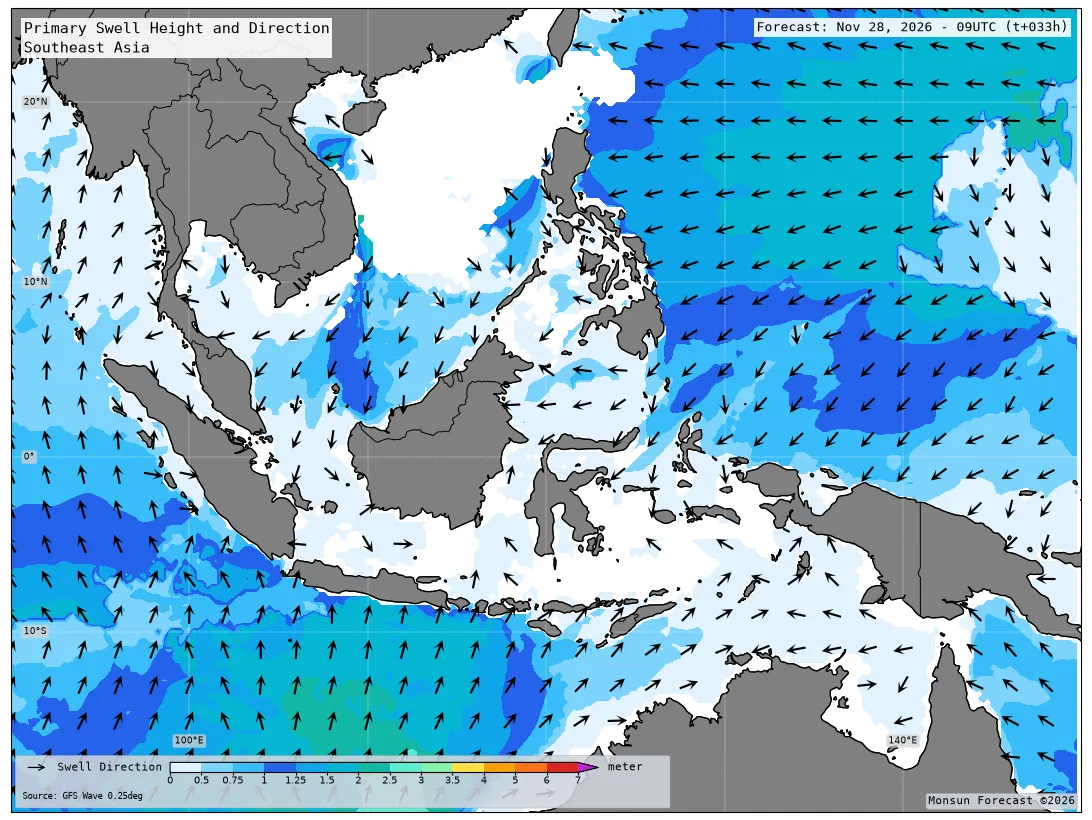 Primary Swell Height and Direction
Southeast Asia
Forecast: Nov 28, 2026 - 09UTC (t+033h)
20°N
10°N
0°
10°S
100°E
140°E
Swell Direction
0 0.5 0.75 1 1.25 1.5 2 2.5 3 3.5 4 5 6 7
meter
Source: GFS Wave 0.25deg
Monsun Forecast ©2026